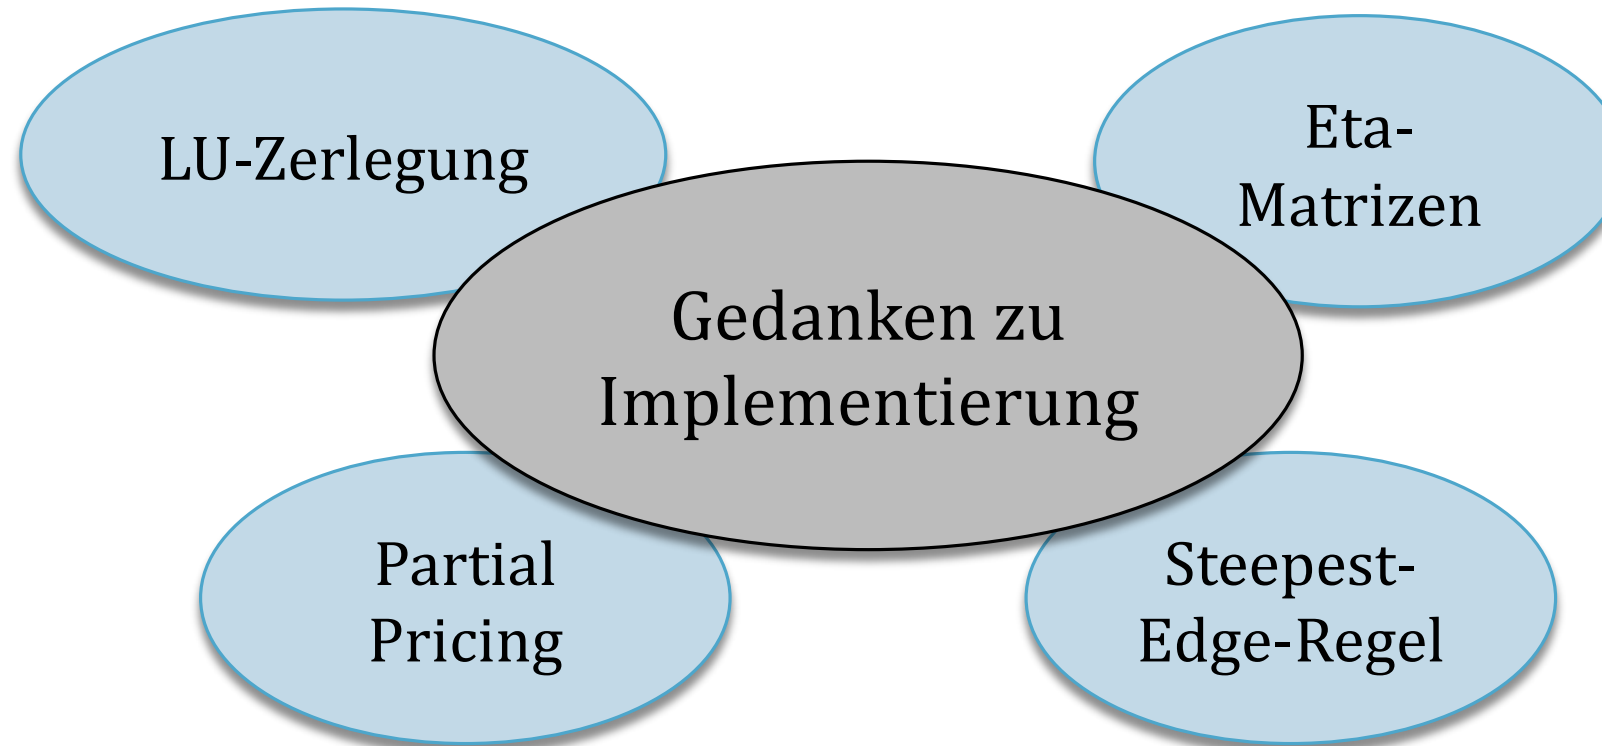 LU-Zerlegung
Eta-
Matrizen
Gedanken zu
Implementierung
Partial
Pricing
Steepest-
Edge-Regel